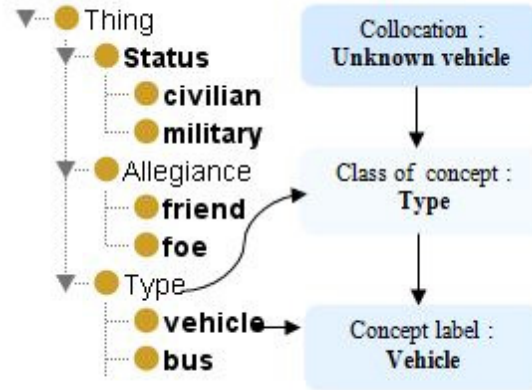 Thing
Status
civilian
military
Allegiance
friend
foe
Type
vehicle
bus
Collocation :
Unknown vehicle
Class of concept :
Type
Concept label :
Vehicle